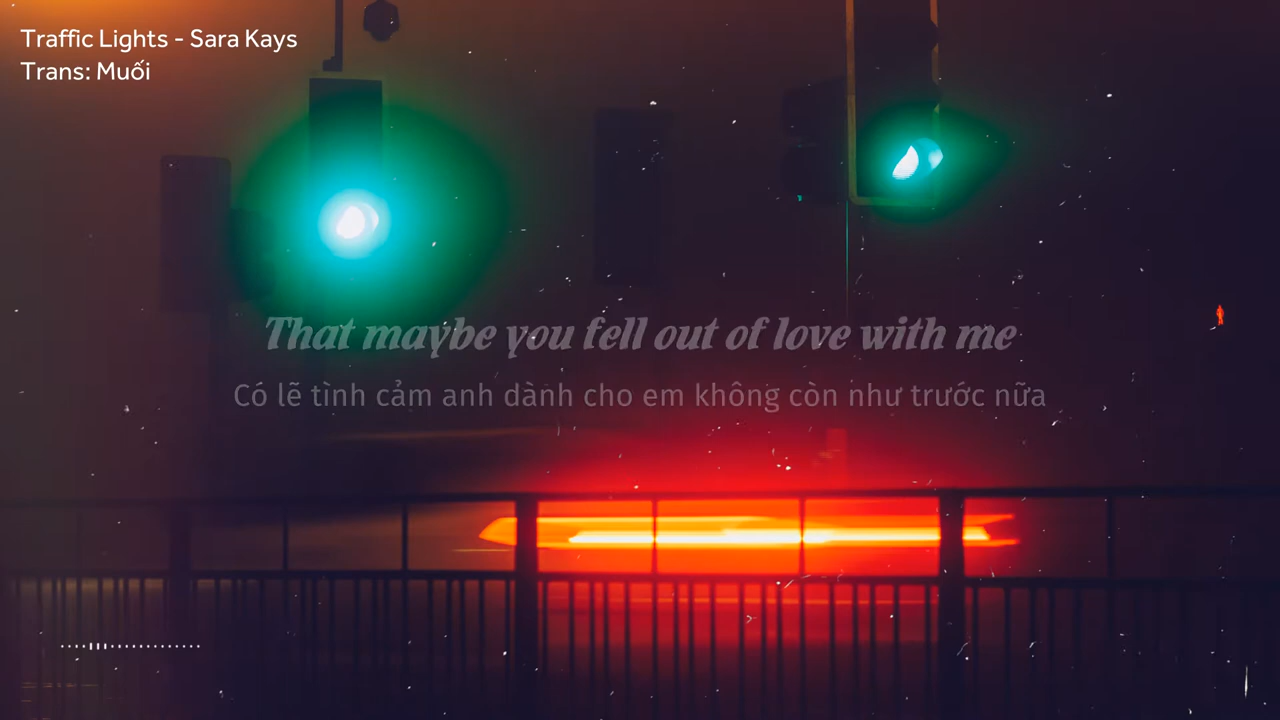 Traffic Lights - Sara Kays
Trans: Muối
That maybe you fell out of love with me
Có lẽ tình cảm anh dành cho em không còn như trước nữa